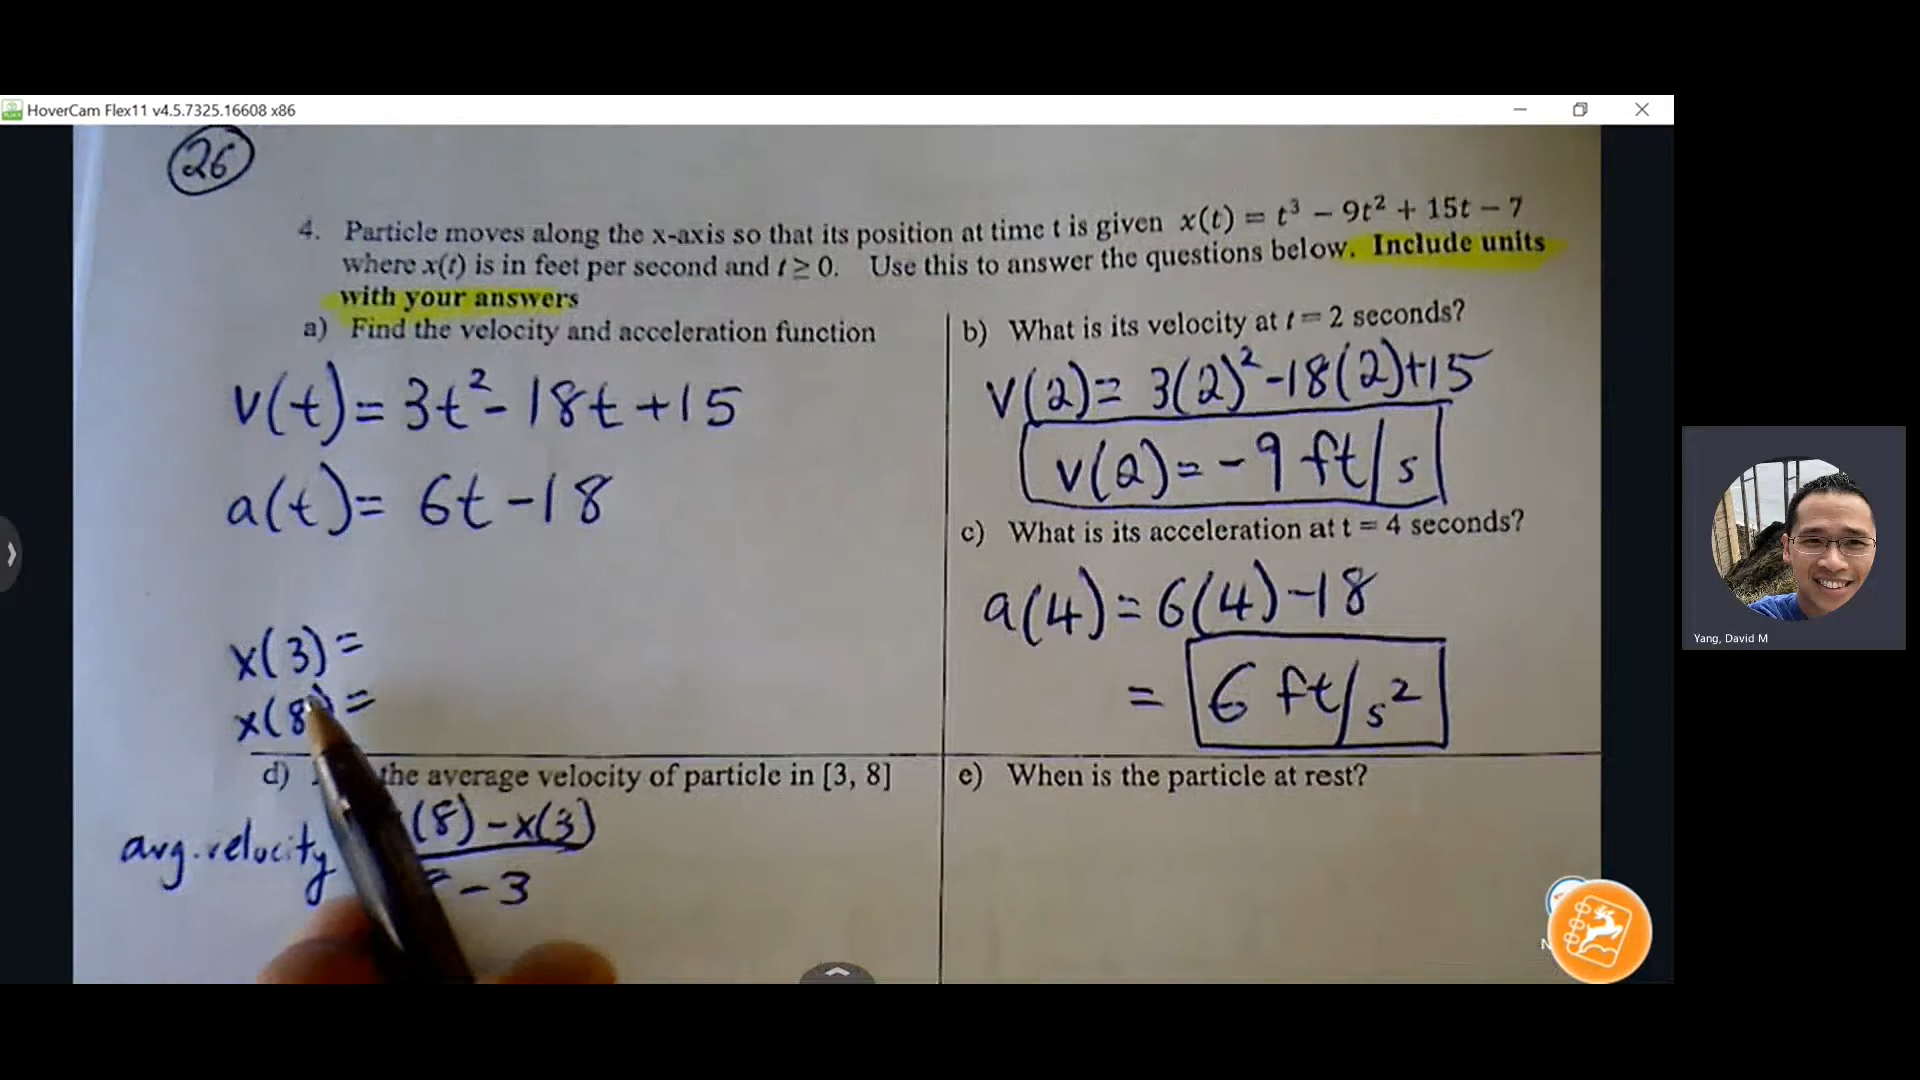 HoverCam Flex11 v4.5.7325.16608 x86
26
4. Particle moves along the x-axis so that its position at time t is given x(t) = t³ − 9t² + 15t − 7
where x(t) is in feet per second and t ≥ 0. Use this to answer the questions below. Include units
with your answers
a) Find the velocity and acceleration function
v(t) = 3t² - 18t + 15
a(t) = 6t - 18
b) What is its velocity at t = 2 seconds?
v(2) = 3(2)² - 18(2) + 15
v(2) = -9 ft/s
c) What is its acceleration at t = 4 seconds?
a(4) = 6(4) - 18
= 6 ft/s²
x(3) =
x(8) =
d) the average velocity of particle in [3, 8]
avg. velocity (8) - x(3)
- 3
e) When is the particle at rest?
Yang, David M